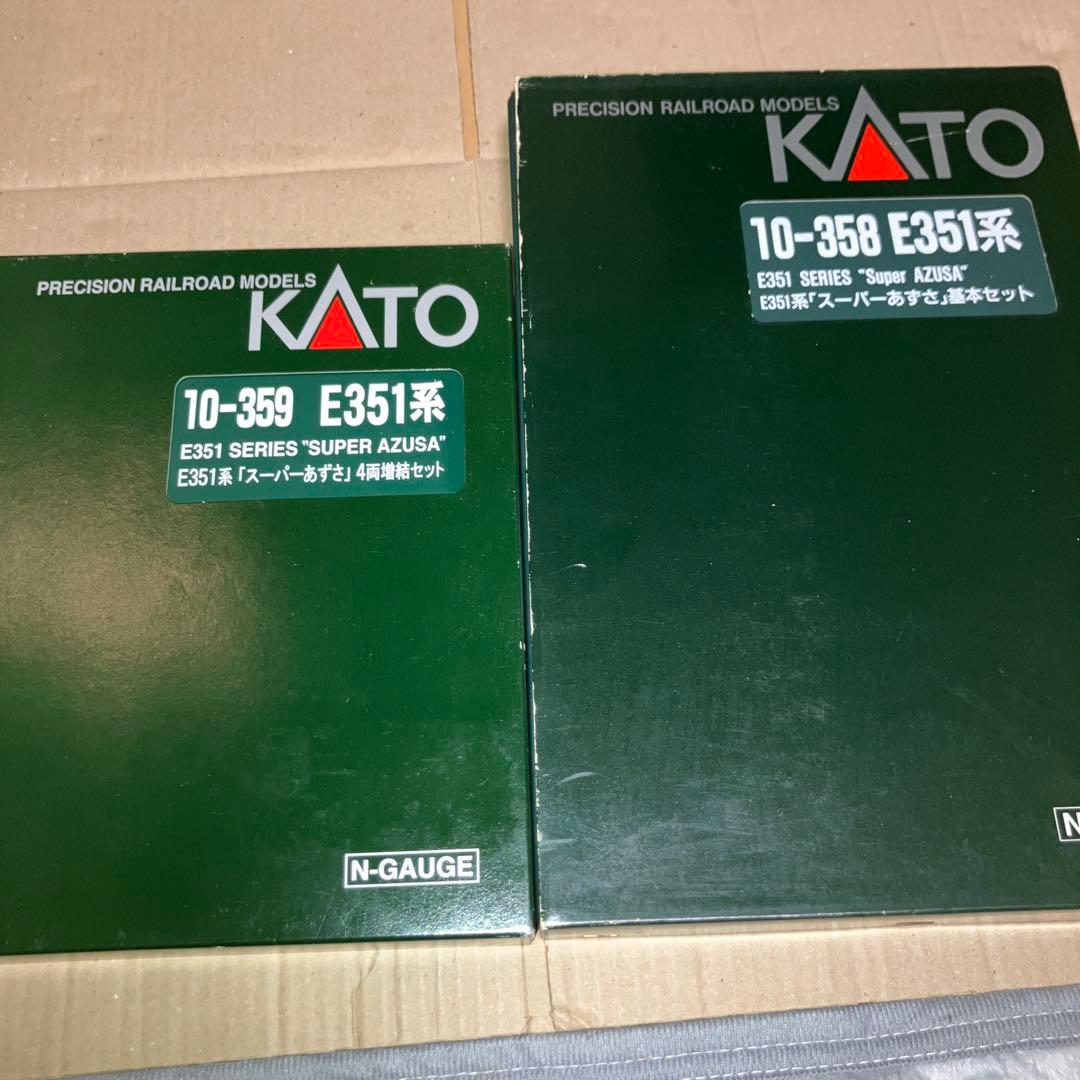 PRECISION RAILROAD MODELS
KATO
10-359 E351系
E351 SERIES "SUPER AZUSA"
E351系「スーパーあずさ」4両増結セット
N-GAUGE
PRECISION RAILROAD MODELS
KATO
10-358 E351系
E351 SERIES "Super AZUSA"
E351系「スーパーあずさ」基本セット
N